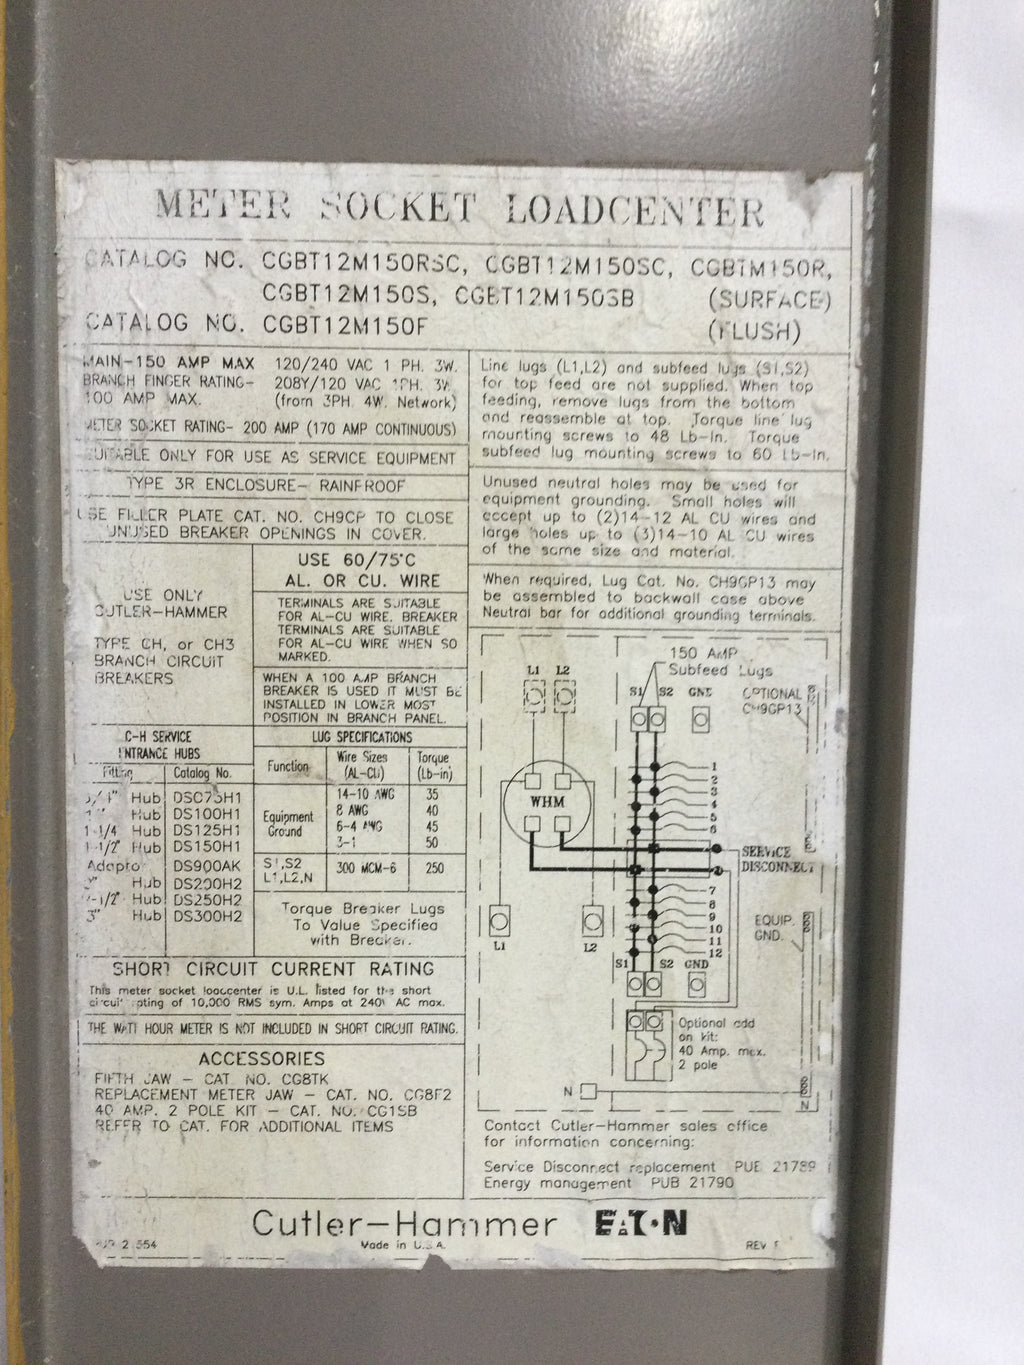 METER SOCKET LOADCENTER
CATALOG NO. CGBT12M150RSC, CGBT12M150SC, CGBTM150R,
CGBT12M150S, CGBT12M150SB (SURFACE)
CATALOG NO. CGBT12M150F (FLUSH)
MAIN-150 AMP MAX 120/240 VAC 1 PH. 3W.
BRANCH FINGER RATING- 208Y/120 VAC 1PH. 3W.
100 AMP MAX. (from 3PH. 4W. Network)
METER SOCKET RATING- 200 AMP (170 AMP CONTINUOUS)
SUITABLE ONLY FOR USE AS SERVICE EQUIPMENT
TYPE 3R ENCLOSURE- RAINPROOF
USE FILLER PLATE CAT. NO. CH9CP TO CLOSE
UNUSED BREAKER OPENINGS IN COVER.
USE ONLY
CUTLER-HAMMER
TYPE CH, or CH3
BRANCH CIRCUIT
BREAKERS
USE 60/75°C
AL. OR CU. WIRE
TERMINALS ARE SUITABLE
FOR AL-CU WIRE. BREAKER
TERMINALS ARE SUITABLE
FOR AL-CU WIRE WHEN SO
MARKED.
WHEN A 100 AMP BRANCH
BREAKER IS USED IT MUST BE
INSTALLED IN LOWER MOST
POSITION IN BRANCH PANEL.
C-H SERVICE
ENTRANCE HUBS
Fitting Catalog No.
3/4" Hub DSC75H1
1" Hub DS100H1
1-1/4 Hub DS125H1
1-1/2" Hub DS150H1
Adaptor DS900AK
2" Hub DS200H2
2-1/2" Hub DS250H2
3" Hub DS300H2
LUG SPECIFICATIONS
Function Wire Sizes (AL-CU) Torque (Lb-in)
Equipment Ground
14-10 AWG 35
8 AWG 40
6-4 AWG 45
3-1 50
S1,S2
L1,L2,N 300 MCM-6 250
Torque Breaker Lugs
To Value Specified
with Breaker.
SHORT CIRCUIT CURRENT RATING
This meter socket loadcenter is U.L. listed for the short
circuit rating of 10,000 RMS sym. Amps at 240V AC max.
THE WATT HOUR METER IS NOT INCLUDED IN SHORT CIRCUIT RATING.
ACCESSORIES
FIFTH JAW - CAT. NO. CG8TK
REPLACEMENT METER JAW - CAT. NO. CG8F2
40 AMP. 2 POLE KIT - CAT. NO. CG1SB
REFER TO CAT. FOR ADDITIONAL ITEMS
Line lugs (L1,L2) and subfeed lugs (S1,S2)
for top feed are not supplied. When top
feeding, remove lugs from the bottom
and reassemble at top. Torque line lug
mounting screws to 48 Lb-In. Torque
subfeed lug mounting screws to 60 Lb-In.
Unused neutral holes may be used for
equipment grounding. Small holes will
accept up to (2)14-12 AL CU wires and
large holes up to (3)14-10 AL CU wires
of the same size and material.
When required, Lug Cat. No. CH9GP13 may
be assembled to backwall case above
Neutral bar for additional grounding terminals.
150 AMP
Subfeed Lugs
L1 L2
S1 S2 GND
OPTIONAL
CH9GP13
WHM
1
2
3
4
5
6
SERVICE
DISCONNECT
7
8
9
10
11
12
EQUIP.
GND.
L1 L2
S1 S2 GND
Optional add
on kit:
40 Amp. max.
2 pole
N
N
Contact Cutler-Hammer sales office
for information concerning:
Service Disconnect replacement PUB 21789
Energy management PUB 21790
Cutler-Hammer EATON
Made in U.S.A.
REV